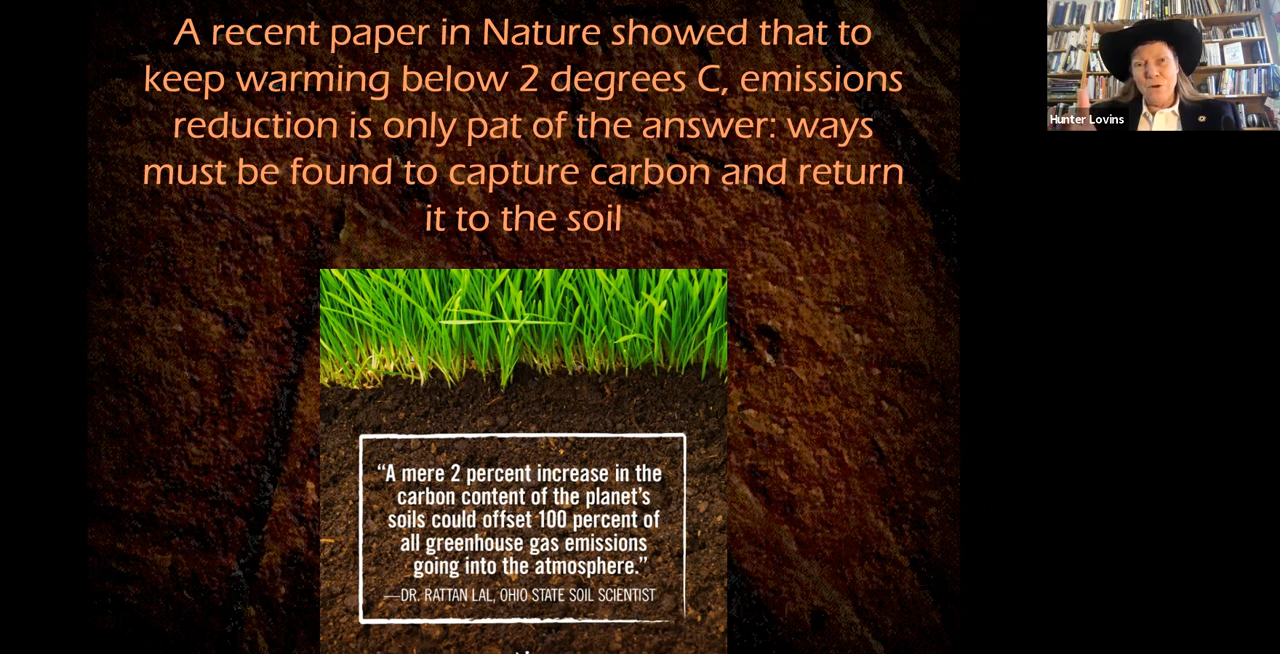 A recent paper in Nature showed that to
keep warming below 2 degrees C, emissions
reduction is only pat of the answer: ways
must be found to capture carbon and return
it to the soil
Hunter Lovins
“A mere 2 percent increase in the
carbon content of the planet’s
soils could offset 100 percent of
all greenhouse gas emissions
going into the atmosphere.”
—DR. RATTAN LAL, OHIO STATE SOIL SCIENTIST